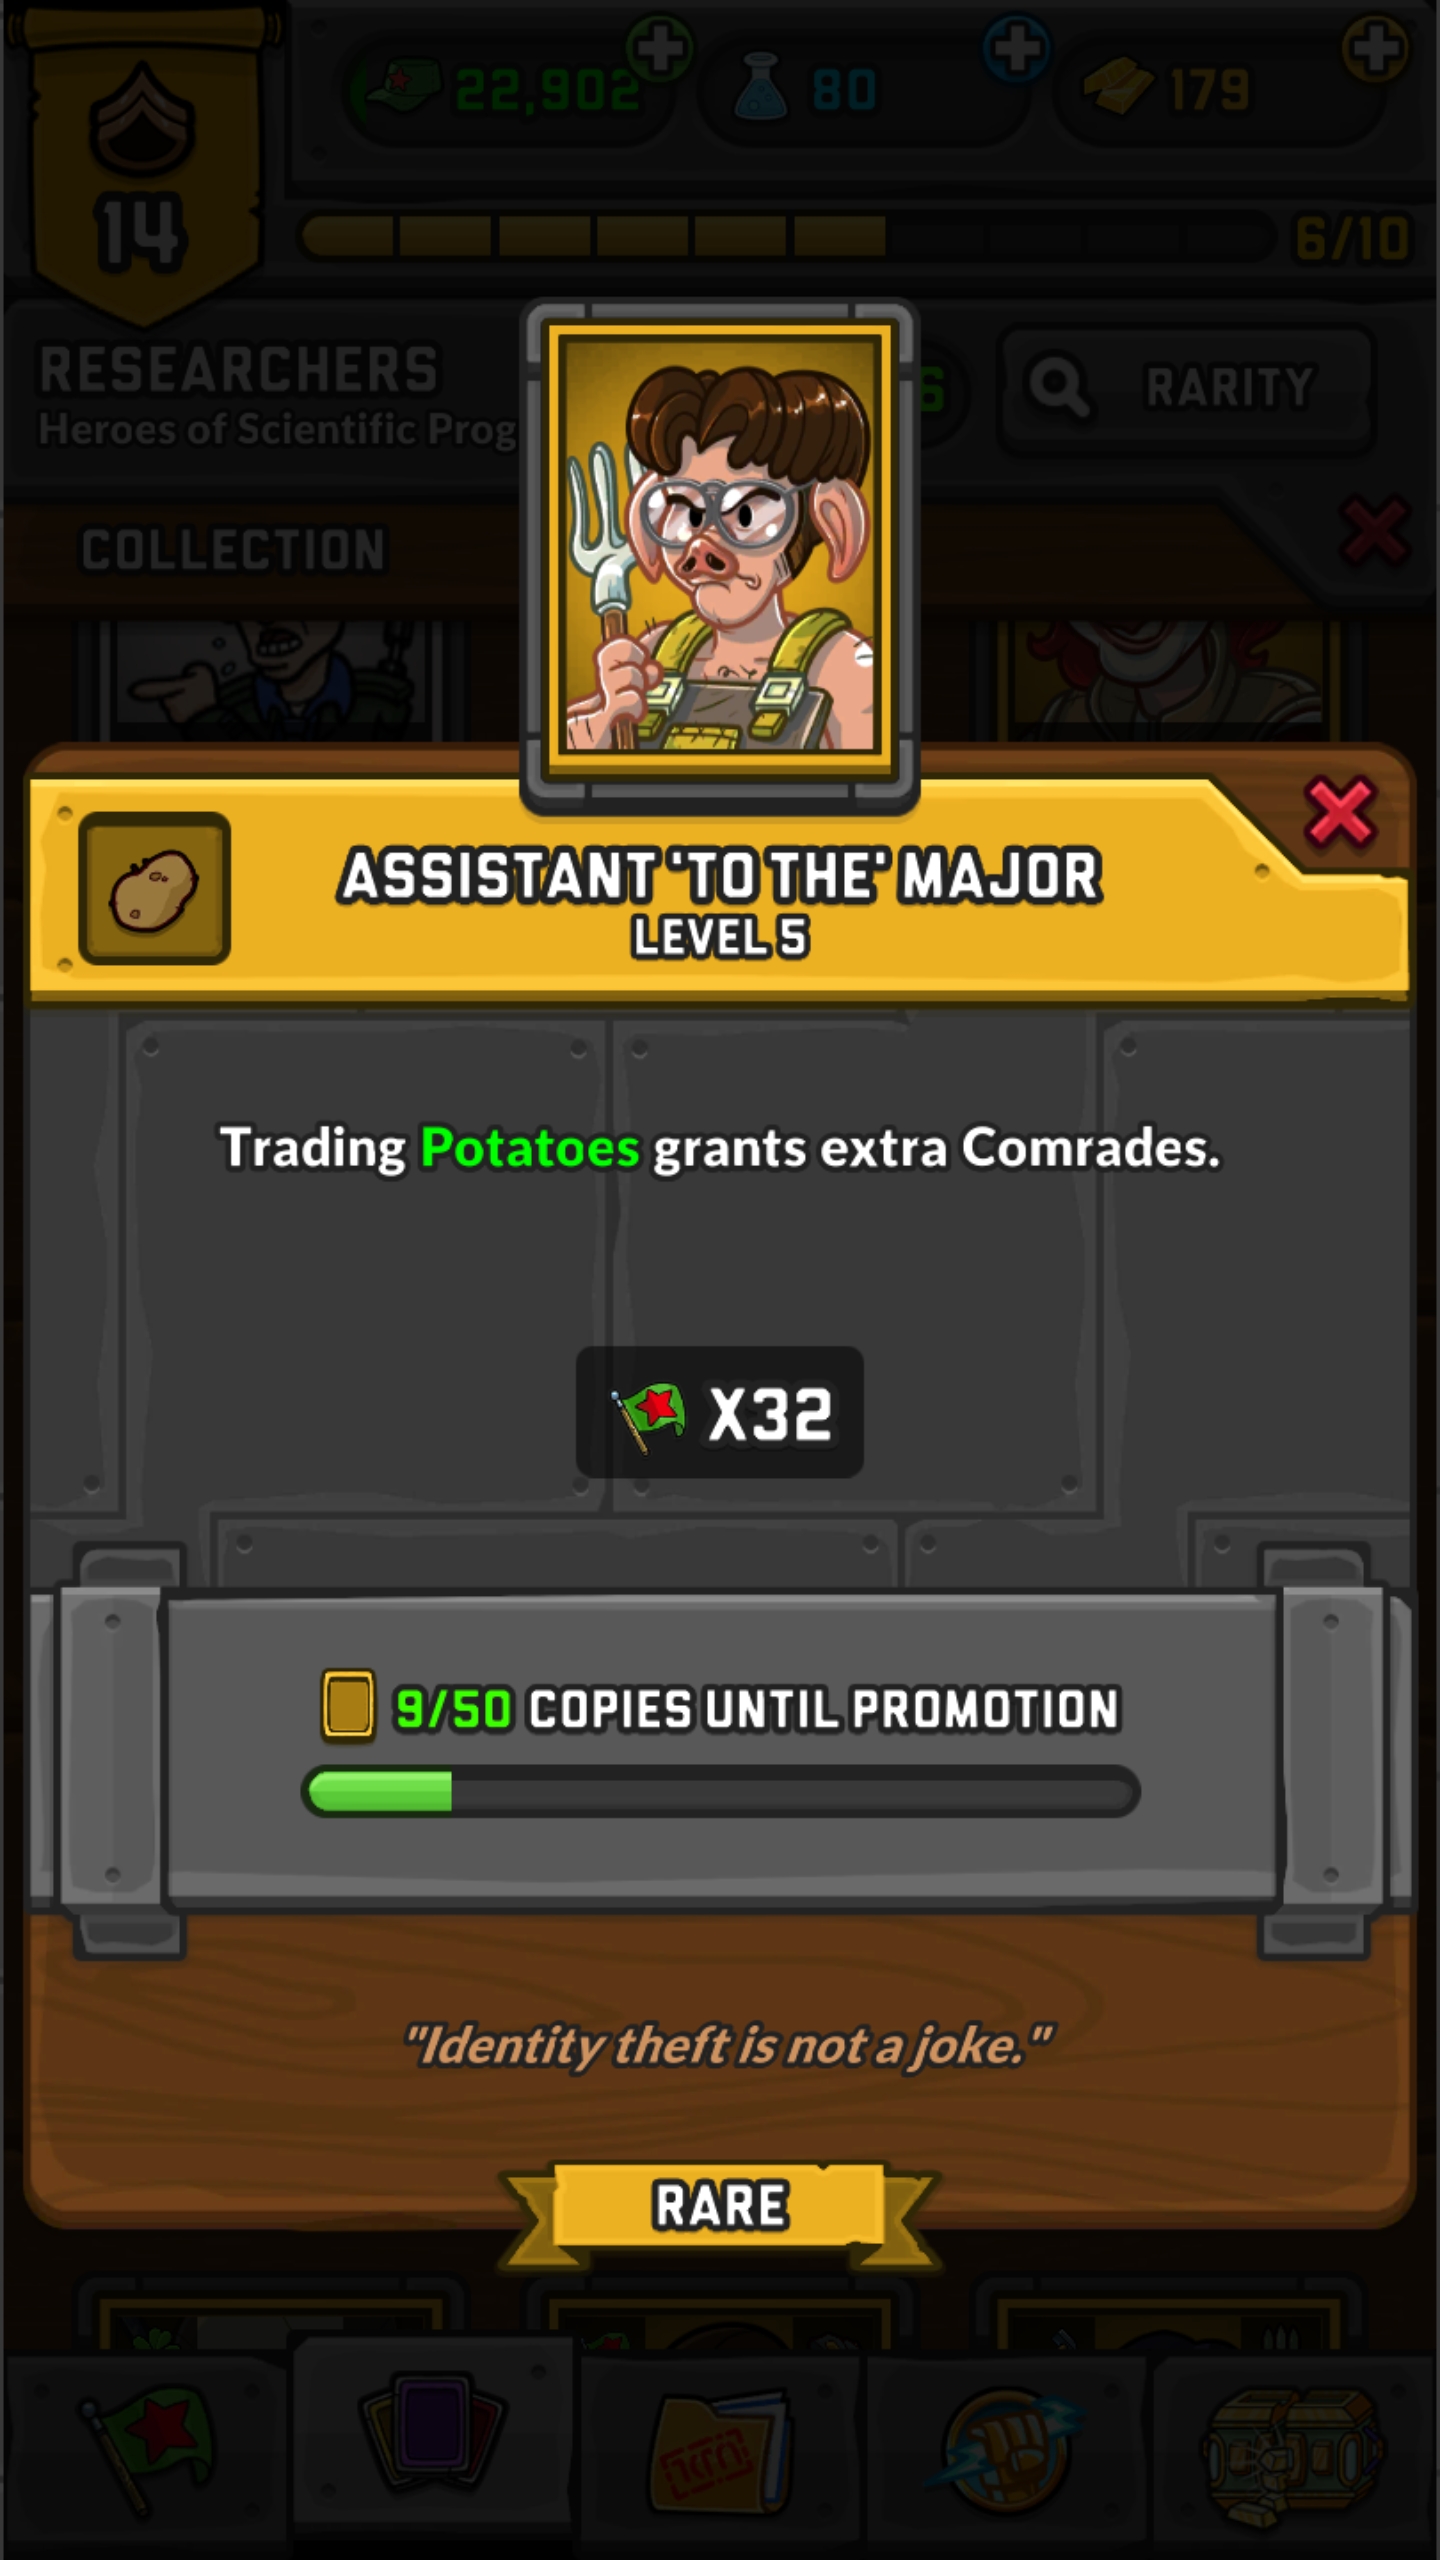 22,902
80
179
14
6/10
RESEARCHERS
Heroes of Scientific Prog
6
RARITY
COLLECTION
ASSISTANT 'TO THE' MAJOR
LEVEL 5
Trading Potatoes grants extra Comrades.
X32
9/50 COPIES UNTIL PROMOTION
"Identity theft is not a joke."
RARE